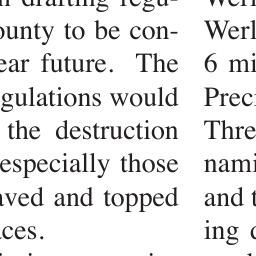 drafting regu-
ounty to be con-
ear future. The
gulations would
the destruction
especially those
aved and topped
ces.
Werl
6 mi
Preci
Thre
nami
and t
ing